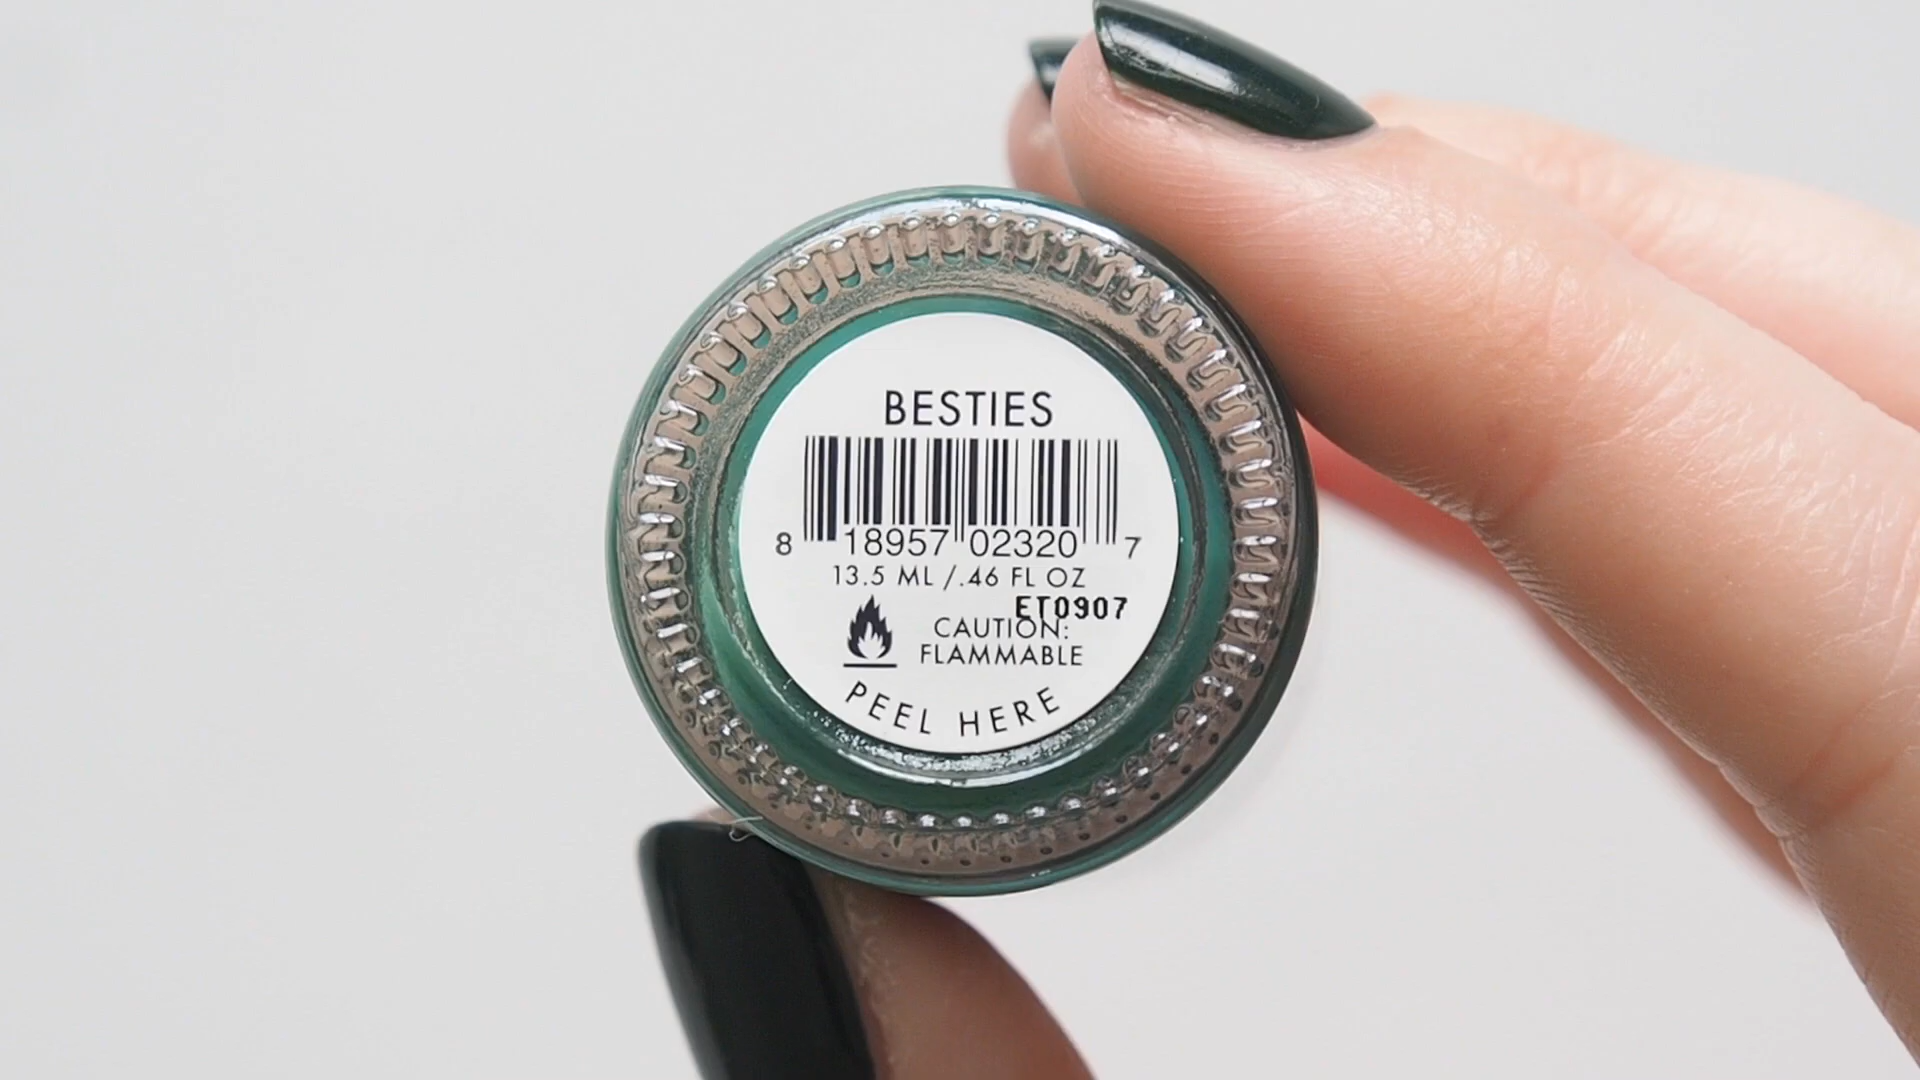 BESTIES
8 18957 02320 7
13.5 ML /.46 FL OZ
ET0907
CAUTION:
FLAMMABLE
PEEL HERE